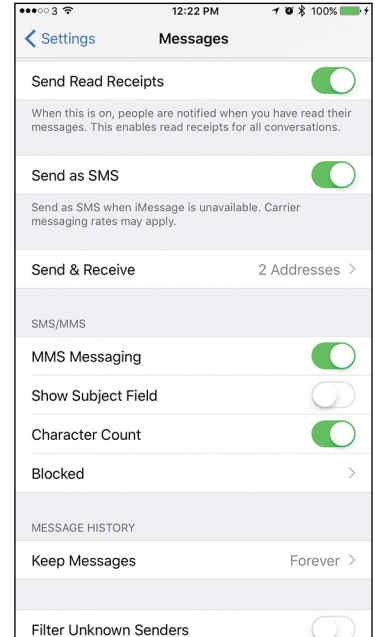 3 12:22 PM 100%
Settings Messages
Send Read Receipts
When this is on, people are notified when you have read their
messages. This enables read receipts for all conversations.
Send as SMS
Send as SMS when iMessage is unavailable. Carrier
messaging rates may apply.
Send & Receive 2 Addresses
SMS/MMS
MMS Messaging
Show Subject Field
Character Count
Blocked
MESSAGE HISTORY
Keep Messages Forever
Filter Unknown Senders